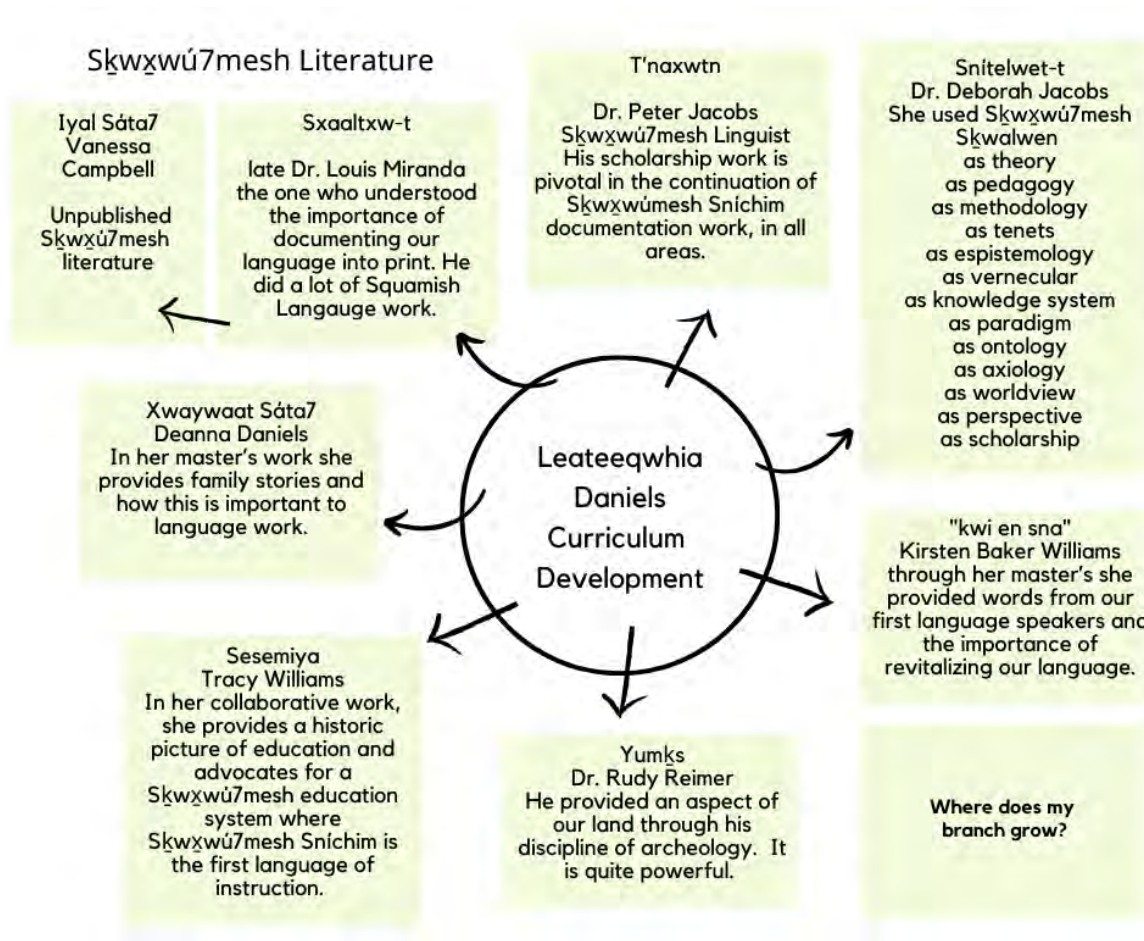 Sḵwx̱wú7mesh Literature
Iyal Sáta7
Vanessa
Campbell
Unpublished
Sḵwx̱ú7mesh
literature
Sxaaltxw-t
late Dr. Louis Miranda
the one who understood
the importance of
documenting our
language into print. He
did a lot of Squamish
Langauge work.
T'naxwtn
Dr. Peter Jacobs
Sḵwx̱wú7mesh Linguist
His scholarship work is
pivotal in the continuation of
Sḵwx̱wúmesh Sníchim
documentation work, in all
areas.
Snítelwet-t
Dr. Deborah Jacobs
She used Sḵwx̱wú7mesh
Sḵwalwen
as theory
as pedagogy
as methodology
as tenets
as espistemology
as vernecular
as knowledge system
as paradigm
as ontology
as axiology
as worldview
as perspective
as scholarship
Xwaywaat Sáta7
Deanna Daniels
In her master's work she
provides family stories and
how this is important to
language work.
Leateeqwhia
Daniels
Curriculum
Development
"kwi en sna"
Kirsten Baker Williams
through her master's she
provided words from our
first language speakers and
the importance of
revitalizing our language.
Sesemiya
Tracy Williams
In her collaborative work,
she provides a historic
picture of education and
advocates for a
Sḵwx̱wú7mesh education
system where
Sḵwx̱wú7mesh Sníchim is
the first language of
instruction.
Yumḵs
Dr. Rudy Reimer
He provided an aspect of
our land through his
discipline of archeology. It
is quite powerful.
Where does my
branch grow?